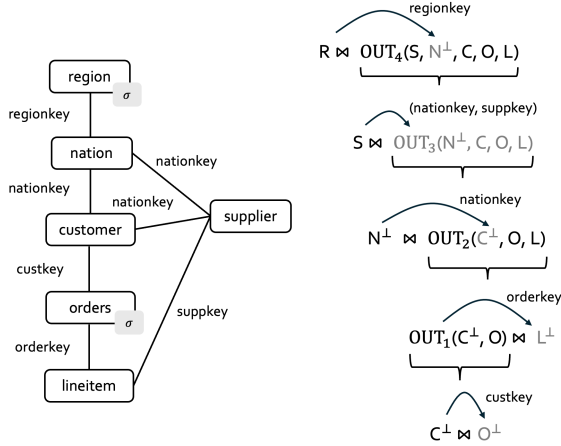 region
σ
regionkey
nation
nationkey
nationkey
nationkey
customer
supplier
custkey
orders
σ
suppkey
orderkey
lineitem
regionkey
R ⋈ OUT₄(S, N⊥, C, O, L)
(nationkey, suppkey)
S ⋈ OUT₃(N⊥, C, O, L)
nationkey
N⊥ ⋈ OUT₂(C⊥, O, L)
orderkey
OUT₁(C⊥, O) ⋈ L⊥
custkey
C⊥ ⋈ O⊥